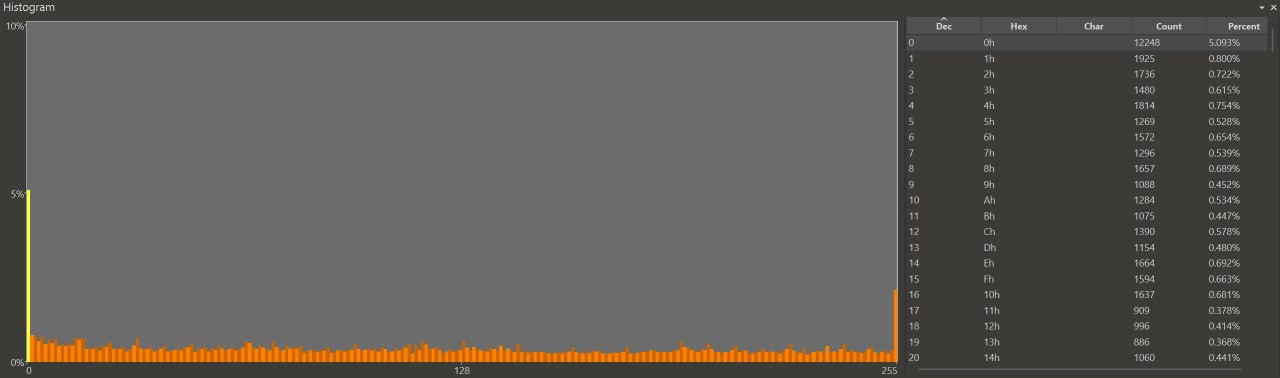 Histogram
10%
5%
0%
0 128 255
Dec Hex Char Count Percent
0 0h 12248 5.093%
1 1h 1925 0.800%
2 2h 1736 0.722%
3 3h 1480 0.615%
4 4h 1814 0.754%
5 5h 1269 0.528%
6 6h 1572 0.654%
7 7h 1296 0.539%
8 8h 1657 0.689%
9 9h 1088 0.452%
10 Ah 1284 0.534%
11 Bh 1075 0.447%
12 Ch 1390 0.578%
13 Dh 1154 0.480%
14 Eh 1664 0.692%
15 Fh 1594 0.663%
16 10h 1637 0.681%
17 11h 909 0.378%
18 12h 996 0.414%
19 13h 886 0.368%
20 14h 1060 0.441%